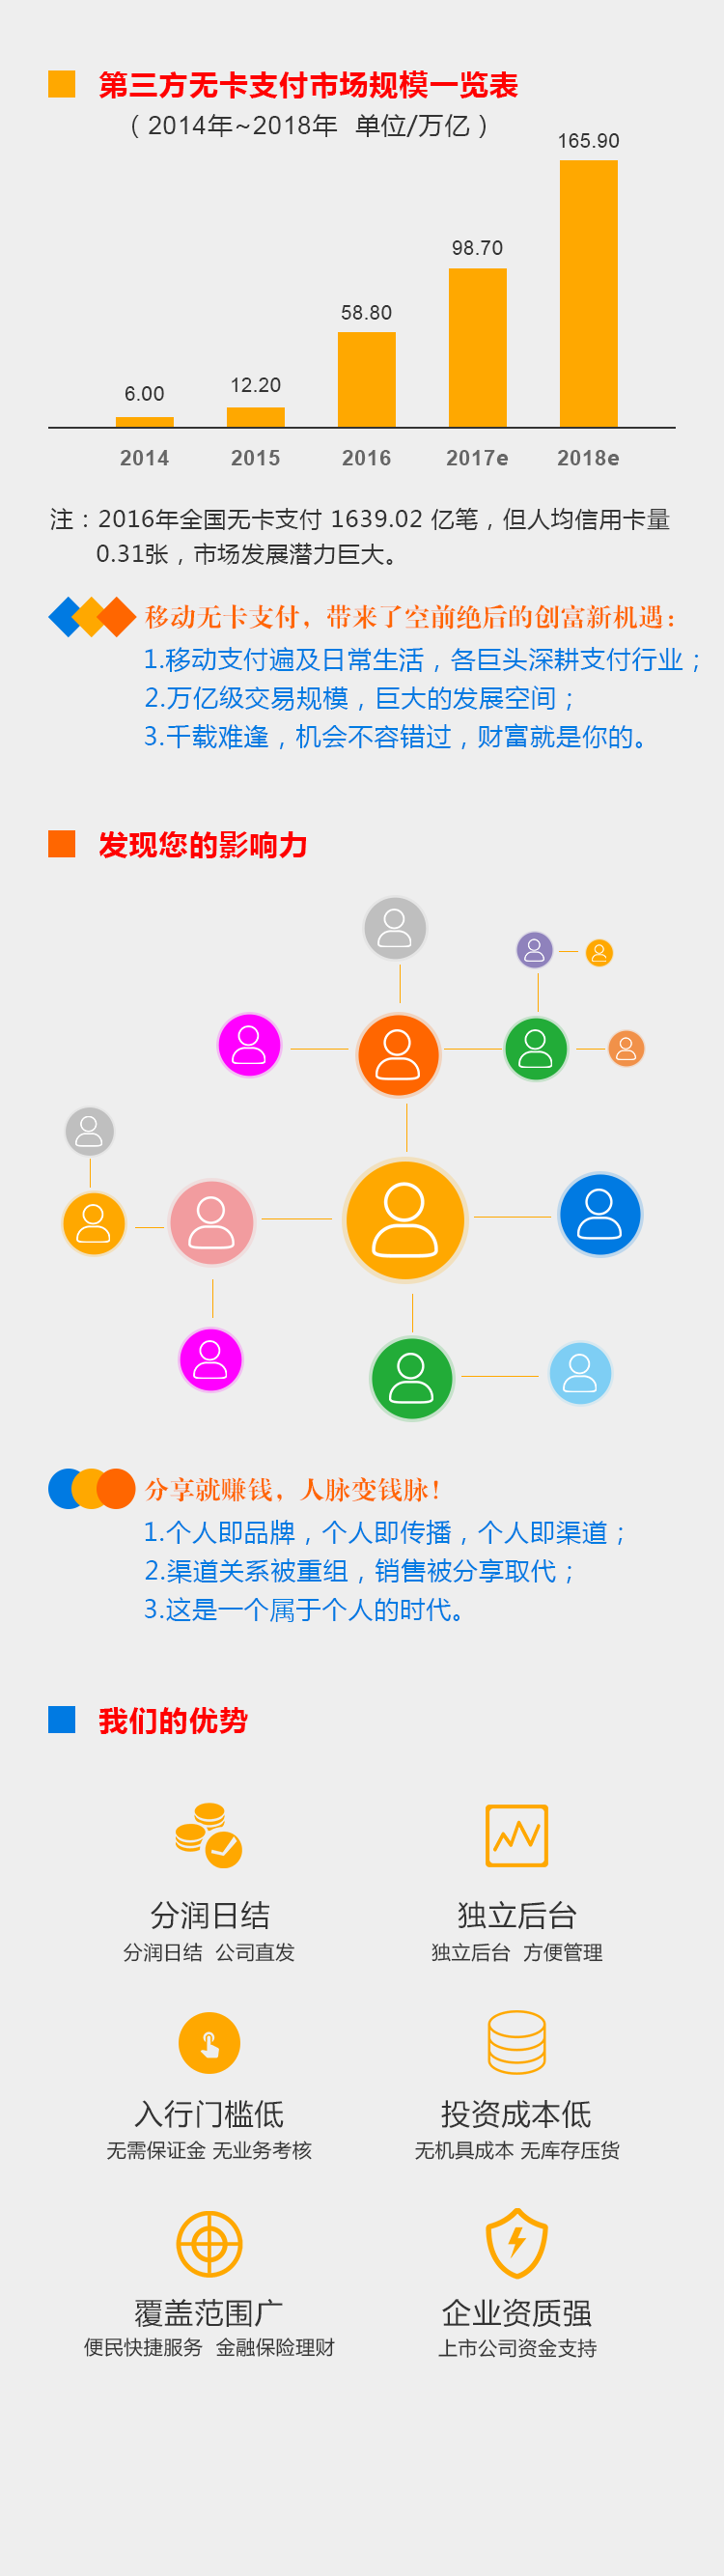 第三方无卡支付市场规模一览表
（2014年~2018年 单位/万亿）
165.90
98.70
58.80
12.20
6.00
2014 2015 2016 2017e 2018e
注：2016年全国无卡支付 1639.02 亿笔，但人均信用卡量
0.31张，市场发展潜力巨大。
移动无卡支付，带来了空前绝后的创富新机遇：
1.移动支付遍及日常生活，各巨头深耕支付行业；
2.万亿级交易规模，巨大的发展空间；
3.千载难逢，机会不容错过，财富就是你的。
发现您的影响力
分享就赚钱，人脉变钱脉！
1.个人即品牌，个人即传播，个人即渠道；
2.渠道关系被重组，销售被分享取代；
3.这是一个属于个人的时代。
我们的优势
分润日结
分润日结 公司直发
独立后台
独立后台 方便管理
入行门槛低
无需保证金 无业务考核
投资成本低
无机具成本 无库存压货
覆盖范围广
便民快捷服务 金融保险理财
企业资质强
上市公司资金支持